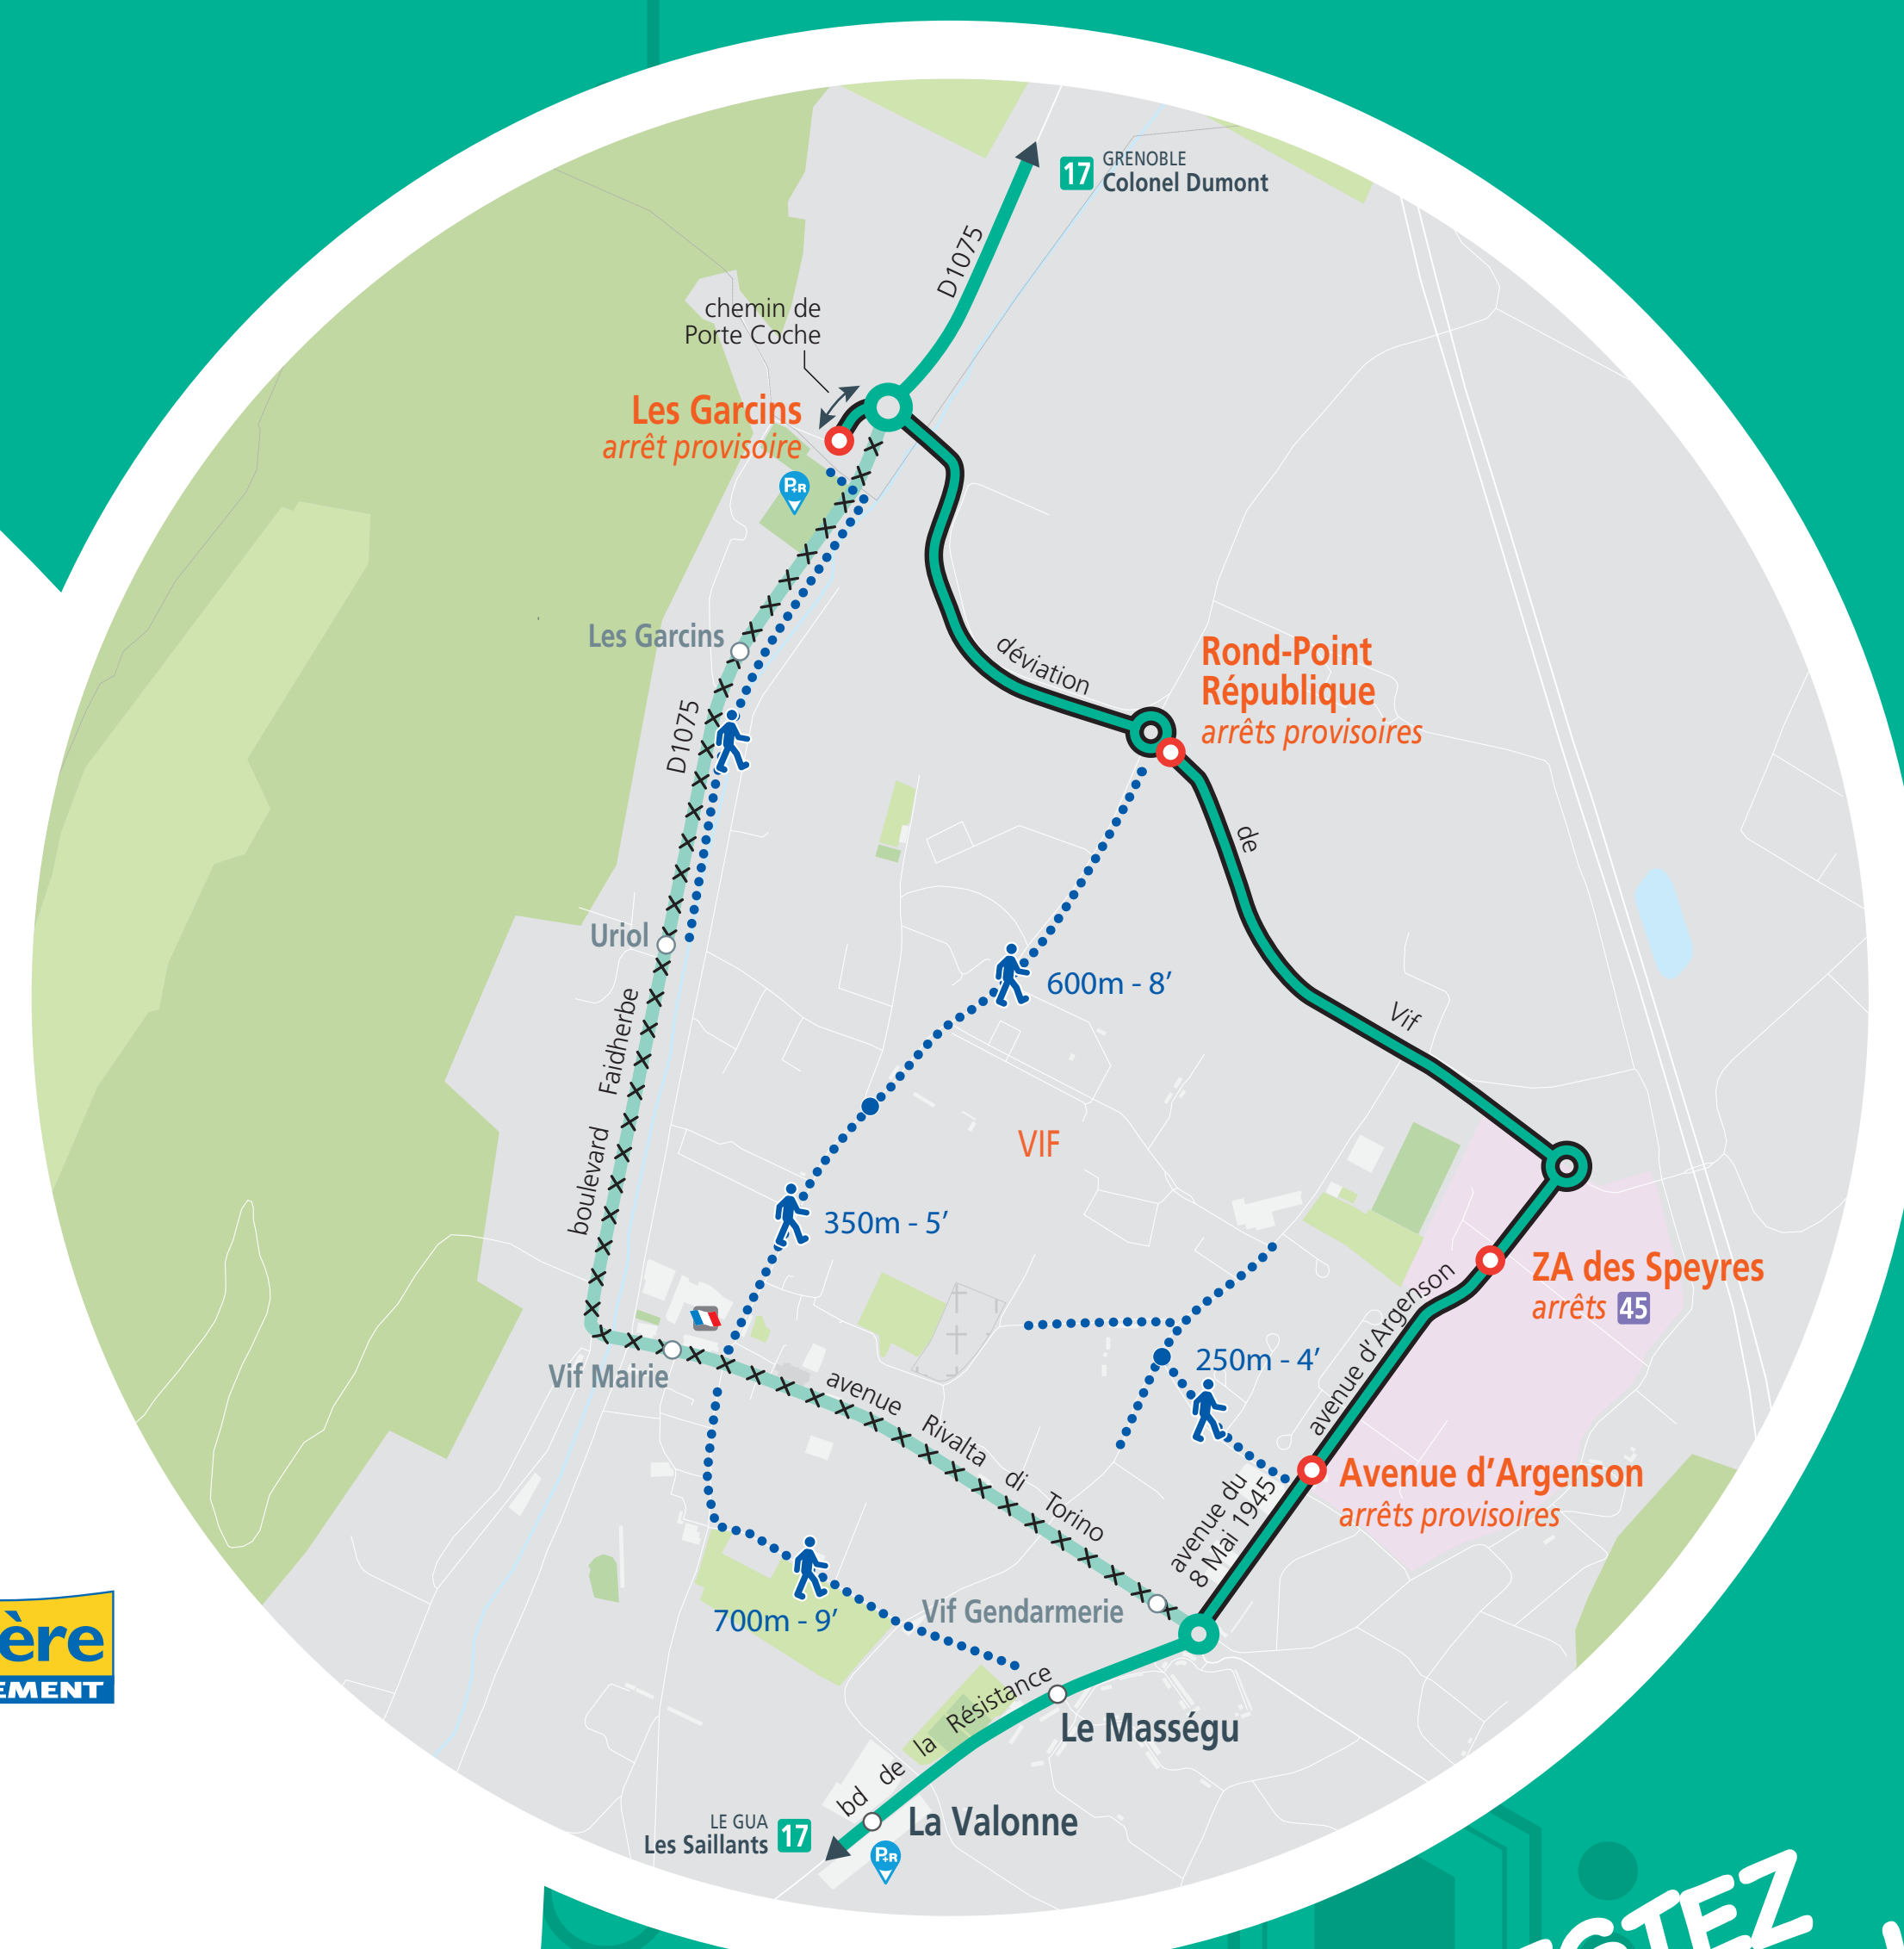 17 GRENOBLE
Colonel Dumont
D1075
chemin de
Porte Coche
Les Garcins
arrêt provisoire
P+R
Les Garcins
déviation
Rond-Point
République
arrêts provisoires
D1075
de
Uriol
600m - 8’
Vif
boulevard Faidherbe
VIF
350m - 5’
ZA des Speyres
arrêts 45
avenue d’Argenson
250m - 4’
Vif Mairie
avenue Rivalta di Torino
Avenue d’Argenson
arrêts provisoires
avenue du
8 Mai 1945
Vif Gendarmerie
700m - 9’
ère
EMENT
bd de la Résistance
Le Masségu
La Valonne
LE GUA
Les Saillants 17
P+R